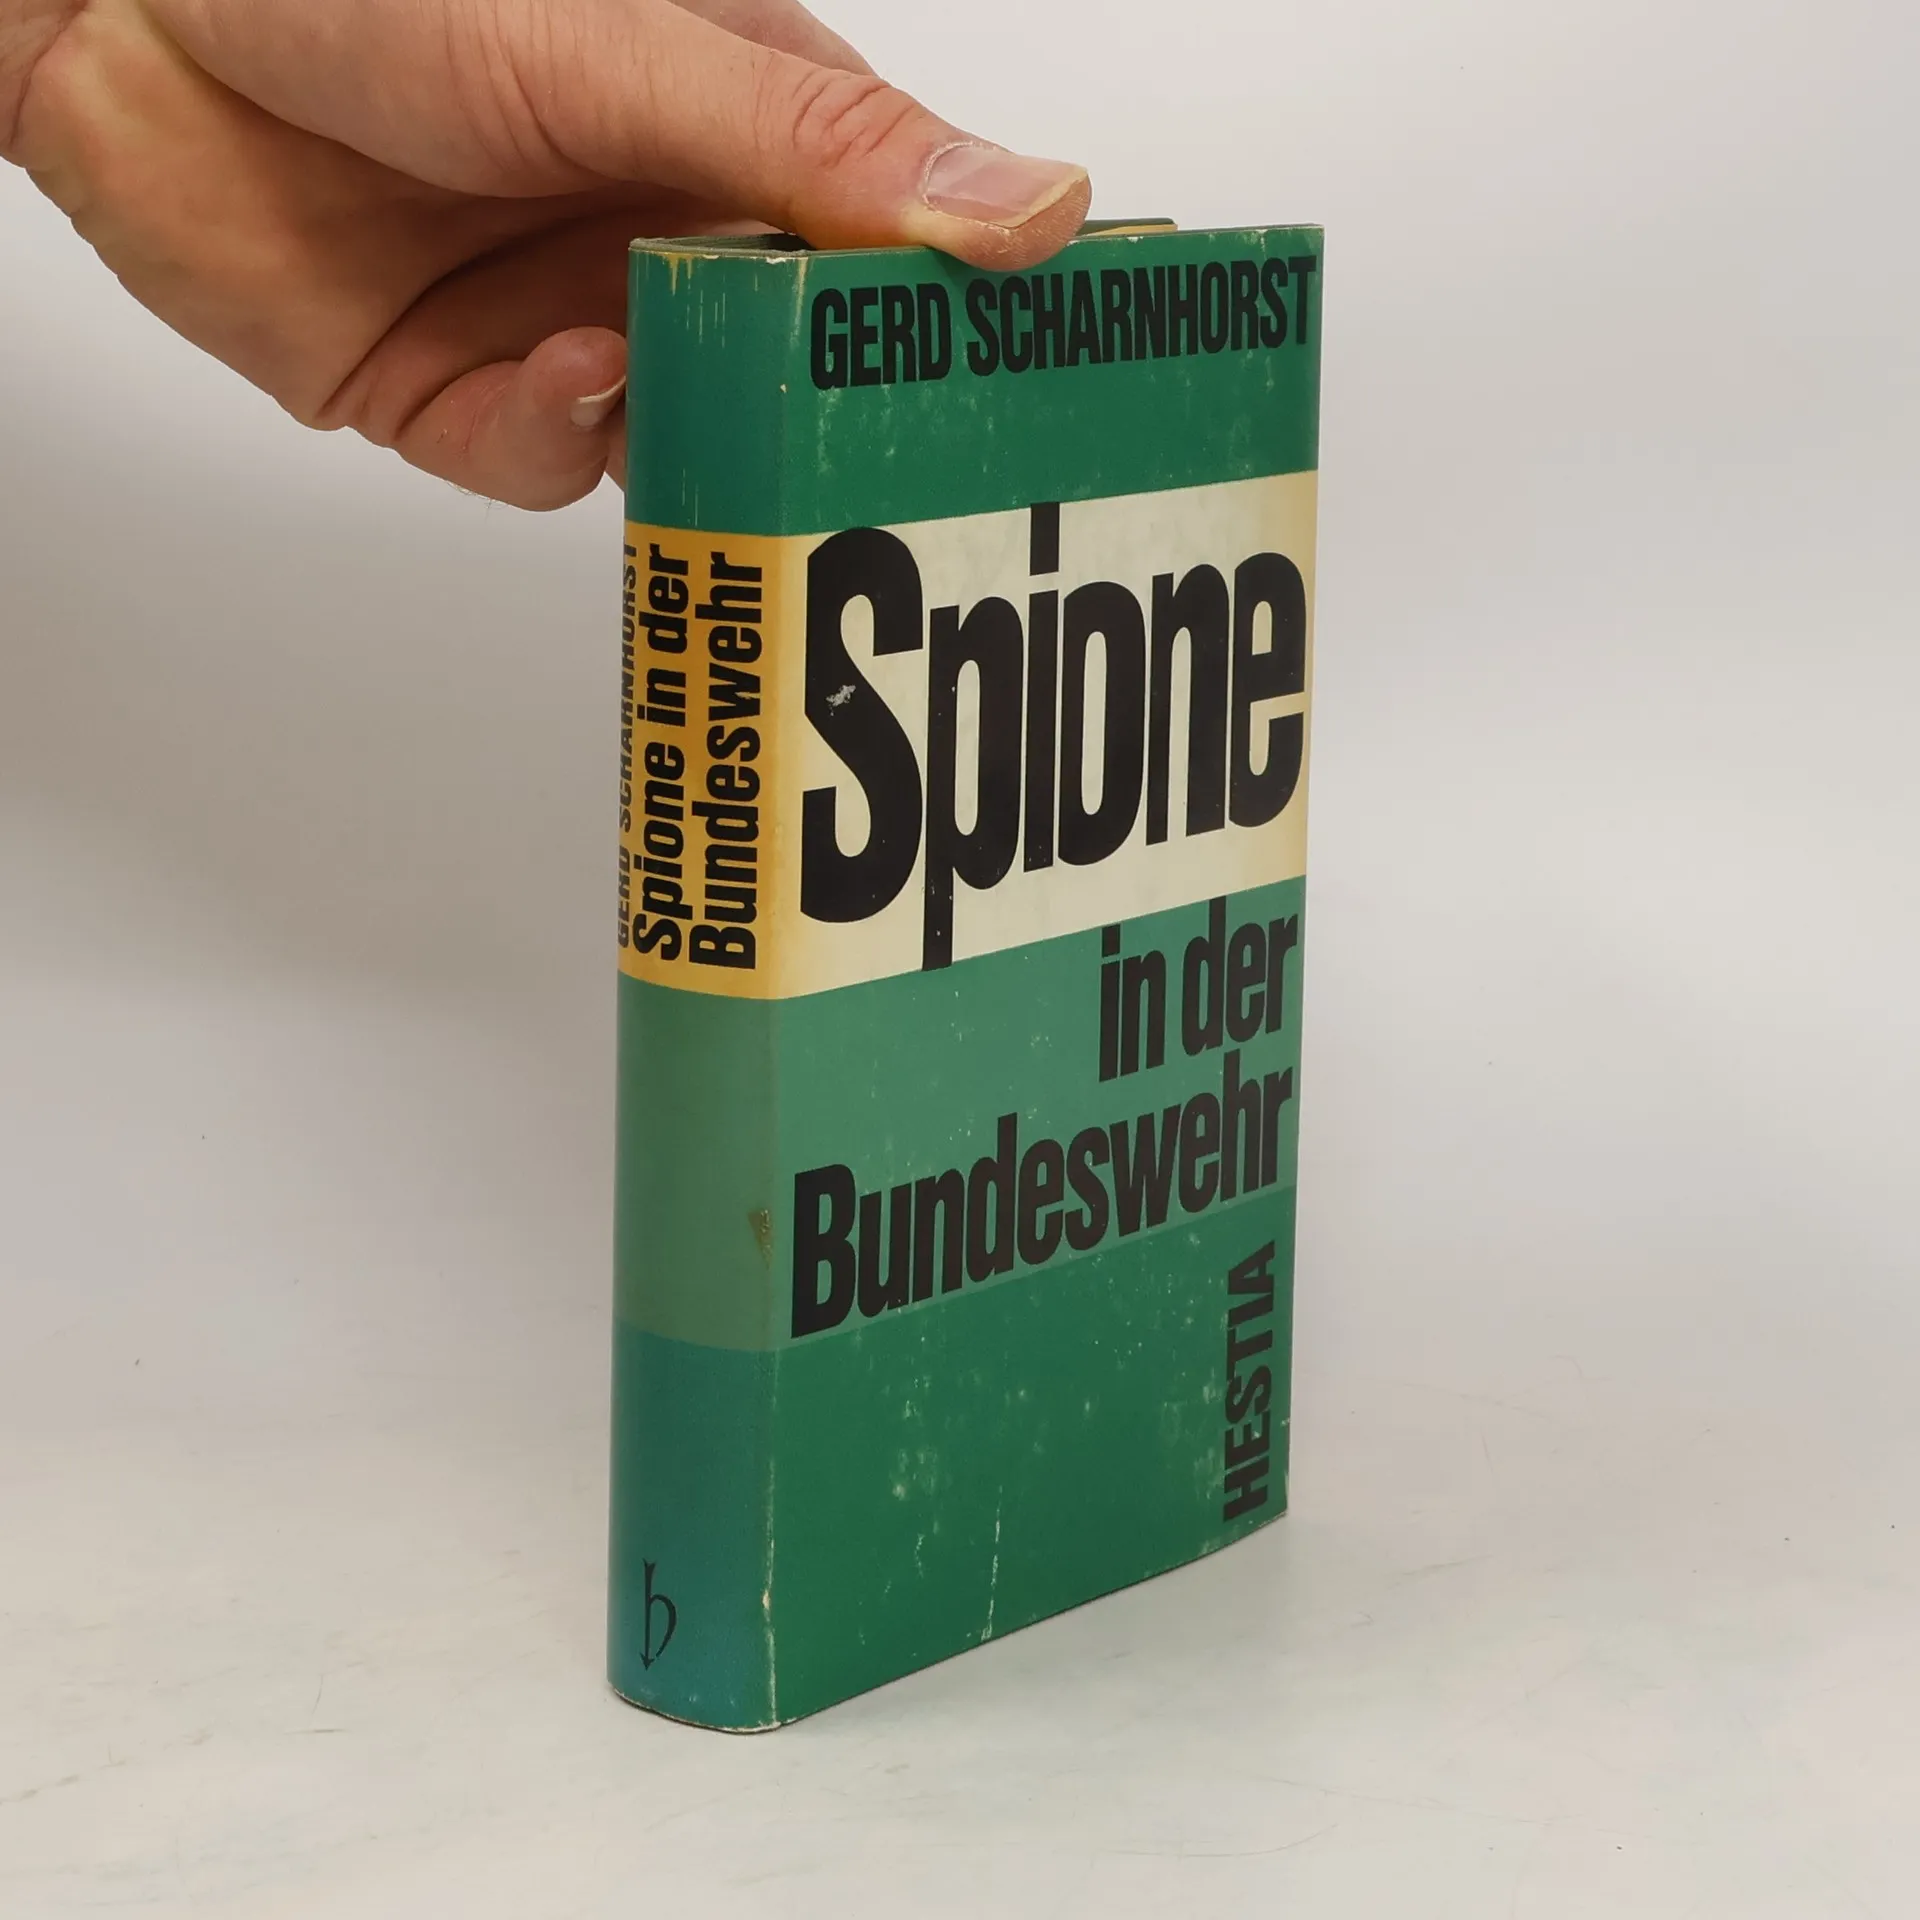 GERD SCHARNHORST
Spione
in der
Bundeswehr
HESTIA
GERD SCHARNHORST
Spione in der
Bundeswehr
b